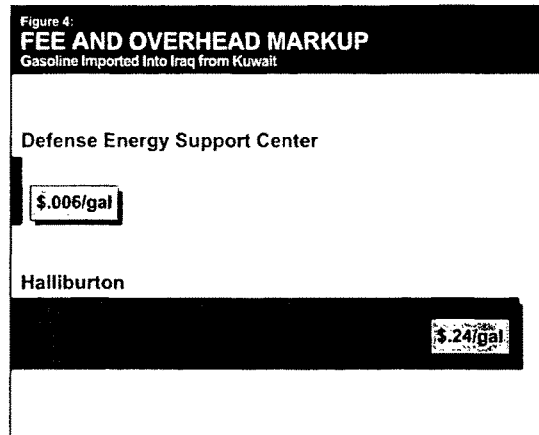 Figure 4:
FEE AND OVERHEAD MARKUP
Gasoline Imported Into Iraq from Kuwait
Defense Energy Support Center
$.006/gal
Halliburton
$.24/gal